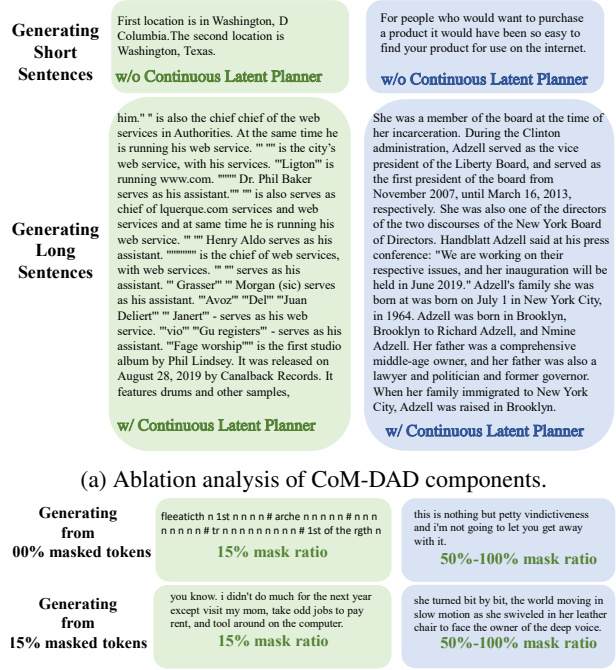 Generating
Short
Sentences
First location is in Washington, D
Columbia.The second location is
Washington, Texas.
w/o Continuous Latent Planner
For people who would want to purchase
a product it would have been so easy to
find your product for use on the internet.
w/o Continuous Latent Planner
Generating
Long
Sentences
him." " is also the chief chief of the web
services in Authorities. At the same time he
is running his web service. "' "" is the city's
web service, with his services. "'Ligton"' is
running www.com. """" Dr. Phil Baker
serves as his assistant."" "" is also serves as
chief of lquerque.com services and web
services and at same time he is running his
web service. "' "" Henry Aldo serves as his
assistant. """"""" is the chief of web services,
with web services. "' "" serves as his
assistant. "' Grasser"' "' Morgan (sic) serves
as his assistant. "'Avoz"' "'Del"' "'Juan
Deliert"' "' Janert"' - serves as his web
service. "'vio"' "'Gu registers"' - serves as his
assistant. "'Fage worship"""" is the first studio
album by Phil Lindsey. It was released on
August 28, 2019 by Canalback Records. It
features drums and other samples,
w/ Continuous Latent Planner
She was a member of the board at the time of
her incarceration. During the Clinton
administration, Adzell served as the vice
president of the Liberty Board, and served as
the first president of the board from
November 2007, until March 16, 2013,
respectively. She was also one of the directors
of the two discourses of the New York Board
of Directors. Handblatt Adzell said at his press
conference: "We are working on their
respective issues, and her inauguration will be
held in June 2019." Adzell's family she was
born at was born on July 1 in New York City,
in 1964. Adzell was born in Brooklyn,
Brooklyn to Richard Adzell, and Nmine
Adzell. Her father was a comprehensive
middle-age owner, and her father was also a
lawyer and politician and former governor.
When her family immigrated to New York
City, Adzell was raised in Brooklyn.
w/ Continuous Latent Planner
(a) Ablation analysis of CoM-DAD components.
Generating
from
00% masked tokens
fleeaticth n 1st n n n n # arche n n n n n # n n n
n n n n n # tr n n n n n n n n n # 1st of the rgth n
15% mask ratio
this is nothing but petty vindictiveness
and i'm not going to let you get away
with it.
50%-100% mask ratio
Generating
from
15% masked tokens
you know. i didn't do much for the next year
except visit my mom, take odd jobs to pay
rent, and tool around on the computer.
15% mask ratio
she turned bit by bit, the world moving in
slow motion as she swiveled in her leather
chair to face the owner of the deep voice.
50%-100% mask ratio